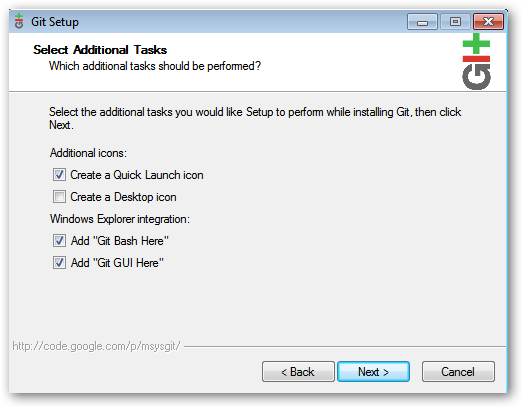 Git Setup
Select Additional Tasks
Which additional tasks should be performed?
Git
Select the additional tasks you would like Setup to perform while installing Git, then click
Next.
Additional icons:
Create a Quick Launch icon
Create a Desktop icon
Windows Explorer integration:
Add "Git Bash Here"
Add "Git GUI Here"
http://code.google.com/p/msysgit/
< Back
Next >
Cancel